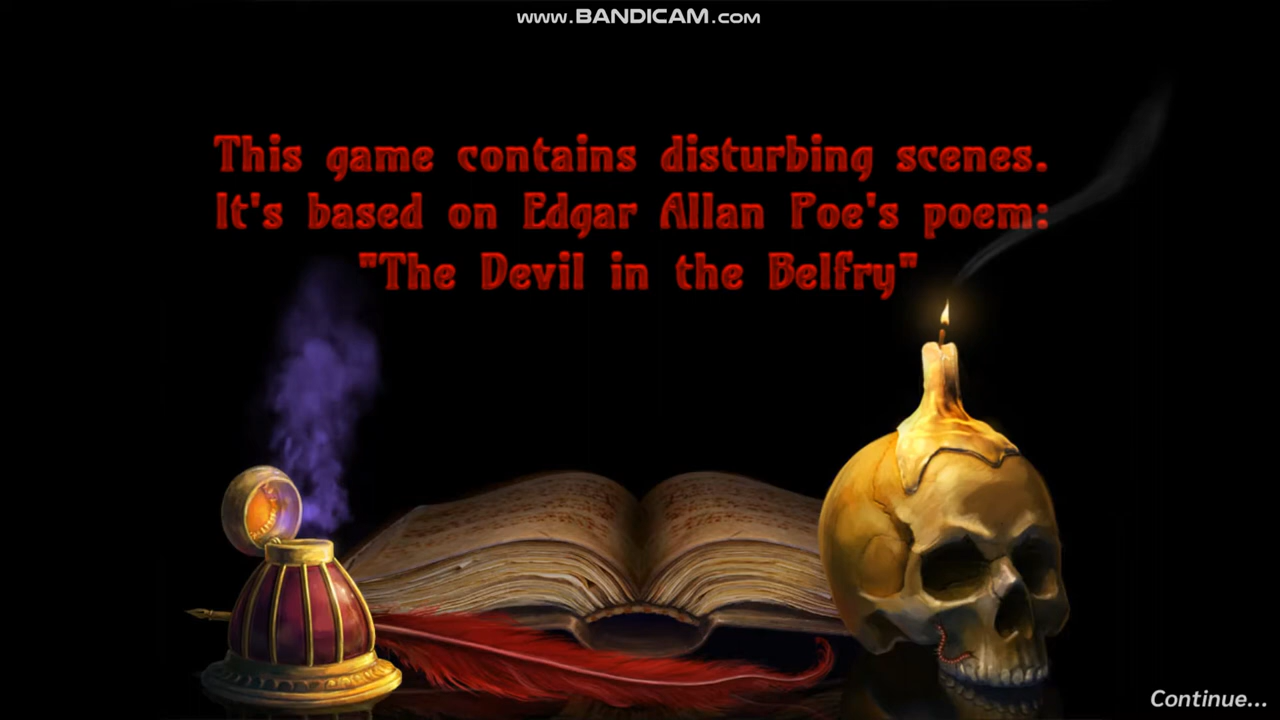 www.BANDICAM.com
This game contains disturbing scenes.
It's based on Edgar Allan Poe's poem:
"The Devil in the Belfry"
Continue...